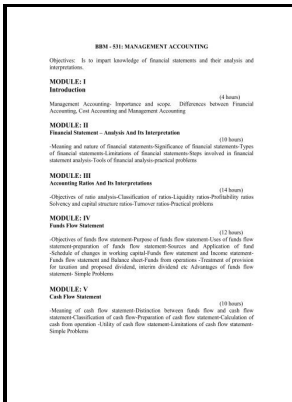 BBM - 531: MANAGEMENT ACCOUNTING
Objectives: Is to impart knowledge of financial statements and their analysis and
interpretations.
MODULE: I
Introduction
(4 hours)
Management Accounting- Importance and scope. Differences between Financial
Accounting, Cost Accounting and Management Accounting
MODULE: II
Financial Statement – Analysis And Its Interpretation
(10 hours)
-Meaning and nature of financial statements-Significance of financial statements-Types
of financial statements-Limitations of financial statements-Steps involved in financial
statement analysis-Tools of financial analysis-practical problems
MODULE: III
Accounting Ratios And Its Interpretations
(14 hours)
-Objectives of ratio analysis-Classification of ratios-Liquidity ratios-Profitability ratios
Solvency and capital structure ratios-Turnover ratios-Practical problems
MODULE: IV
Funds Flow Statement
(12 hours)
-Objectives of funds flow statement-Purpose of funds flow statement-Uses of funds flow
statement-preparation of funds flow statement-Sources and Application of fund
-Schedule of changes in working capital-Funds flow statement and Income statement-
Funds flow statement and Balance sheet-Funds from operations -Treatment of provision
for taxation and proposed dividend, interim dividend etc Advantages of funds flow
statement- Simple Problems
MODULE: V
Cash Flow Statement
(10 hours)
-Meaning of cash flow statement-Distinction between funds flow and cash flow
statement-Classification of cash flow-Preparation of cash flow statement-Calculation of
cash from operation -Utility of cash flow statement-Limitations of cash flow statement-
Simple Problems